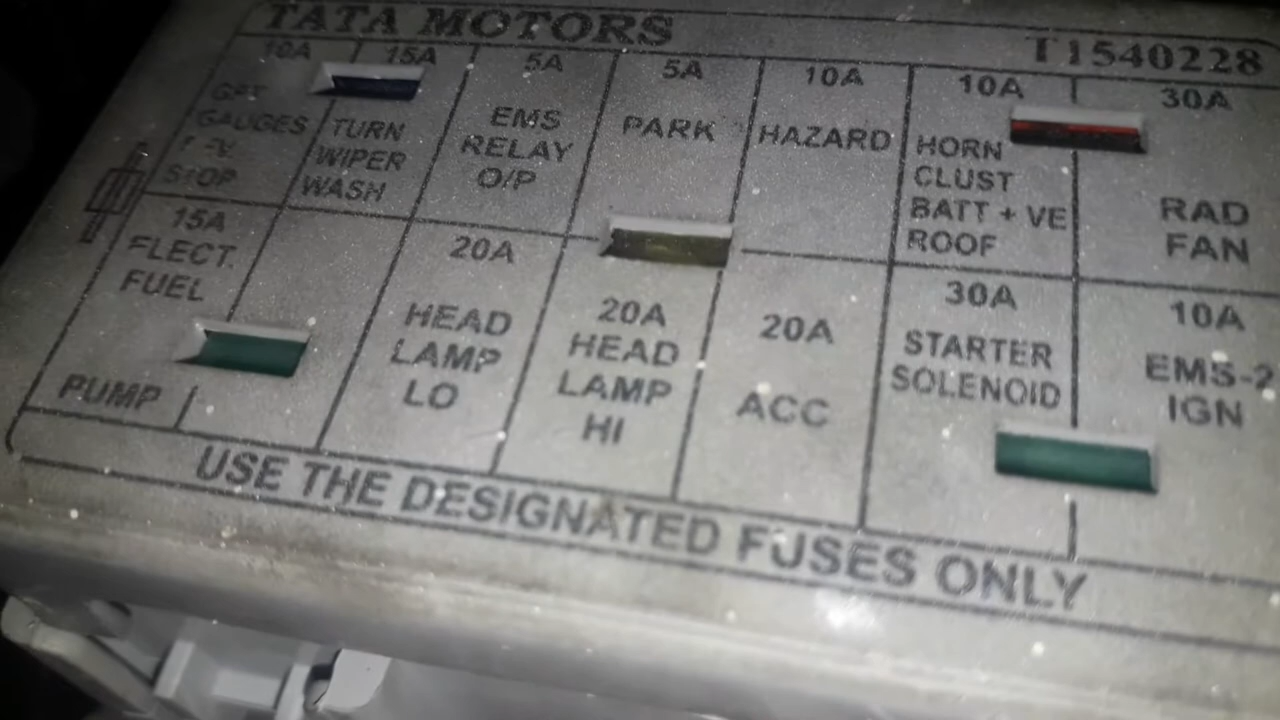 TATA MOTORS
T1540228
10A
GAUGES
STOP
15A
TURN
WIPER
WASH
5A
EMS
RELAY
O/P
5A
PARK
10A
HAZARD
10A
HORN
CLUST
BATT + VE
ROOF
30A
RAD
FAN
15A
ELECT.
FUEL
PUMP
20A
HEAD
LAMP
LO
20A
HEAD
LAMP
HI
20A
ACC
30A
STARTER
SOLENOID
10A
EMS-2
IGN
USE THE DESIGNATED FUSES ONLY